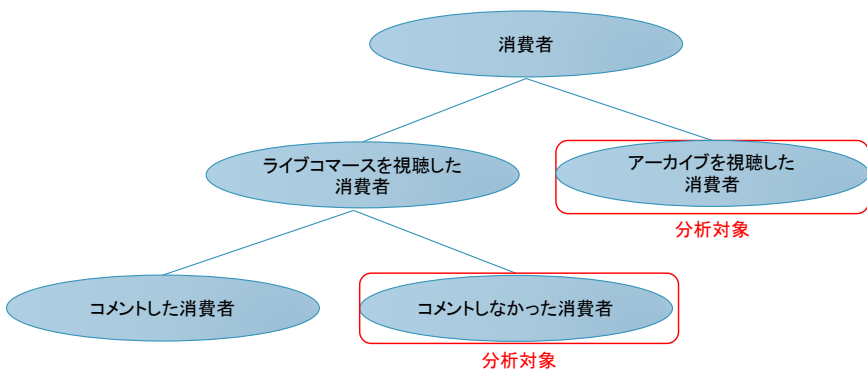 消費者
ライブコマースを視聴した
消費者
アーカイブを視聴した
消費者
分析対象
コメントした消費者
コメントしなかった消費者
分析対象